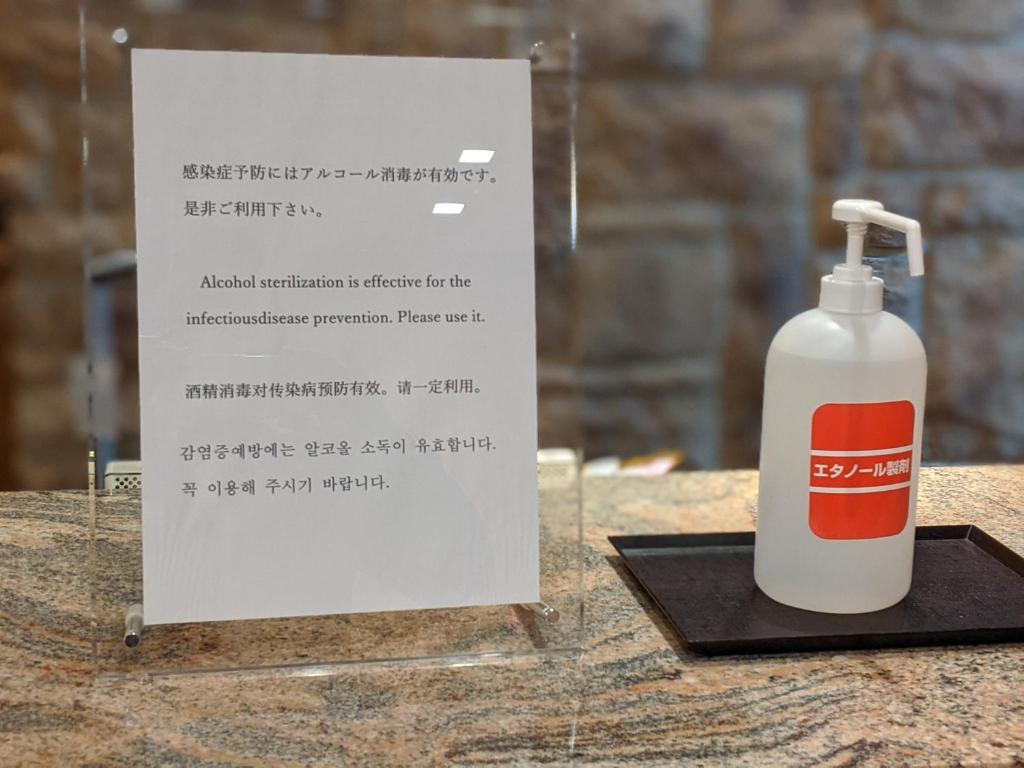 感染症予防にはアルコール消毒が有効です。
是非ご利用下さい。
Alcohol sterilization is effective for the
infectiousdisease prevention. Please use it.
酒精消毒对传染病预防有效。请一定利用。
감염중예방에는 알코올 소독이 유효합니다.
꼭 이용해 주시기 바랍니다.
エタノール製剤